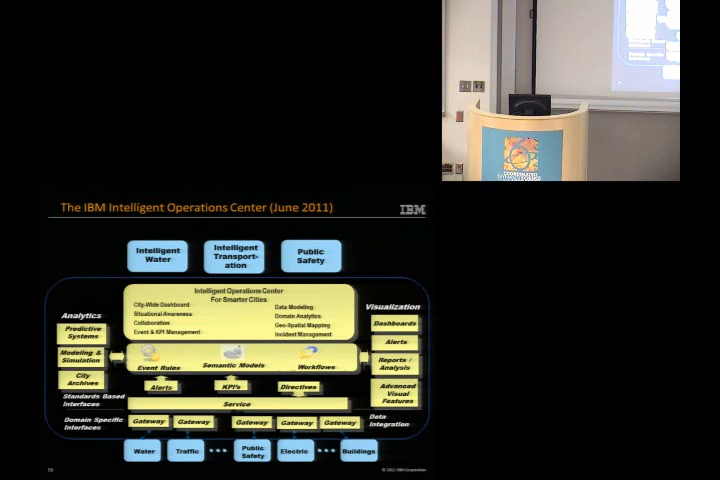 COORDINATED
SCIENCE
The IBM Intelligent Operations Center (June 2011)
IBM
Intelligent
Water
Intelligent
Transport-
ation
Public
Safety
Intelligent Operations Center
For Smarter Cities
City-Wide Dashboard
Situational Awareness
Collaboration
Event & KPI Management
Data Modeling
Domain Analytics
Geo-Spatial Mapping
Incident Management
Analytics
Predictive
Systems
Modeling &
Simulation
City
Archives
Visualization
Dashboards
Alerts
Reports /
Analysis
Advanced
Visual
Features
Event Rules
Semantic Models
Workflows
Alerts
KPI's
Directives
Standards Based
Interfaces
Service
Domain Specific
Interfaces
Gateway
Gateway
Gateway
Gateway
Gateway
Data
Integration
Water
Traffic
Public
Safety
Electric
Buildings
© 2012 IBM Corporation